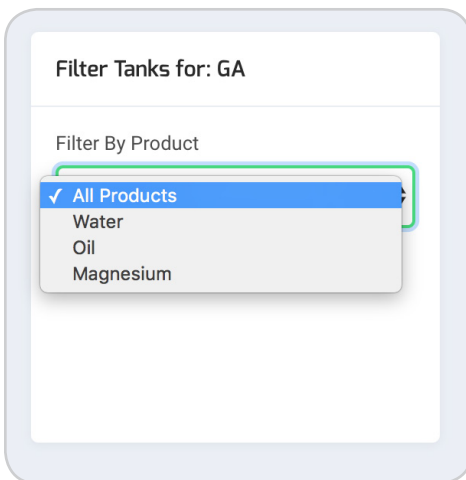 Filter Tanks for: GA
Filter By Product
✓ All Products
Water
Oil
Magnesium